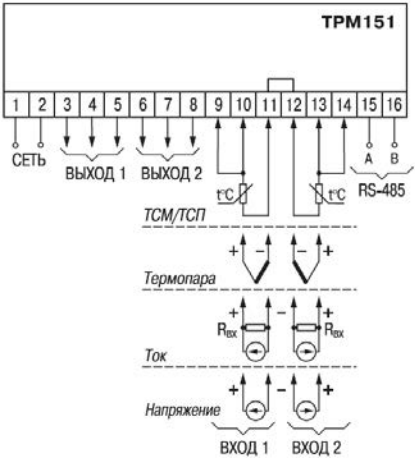 ТРМ151
1 2 3 4 5 6 7 8 9 10 11 12 13 14 15 16
СЕТЬ ВЫХОД 1 ВЫХОД 2 A B
RS-485
t°C t°C
ТСМ/ТСП
+ − − +
Термопара
+ − +
Rвх Rвх
Ток
+ − +
Напряжение
ВХОД 1 ВХОД 2